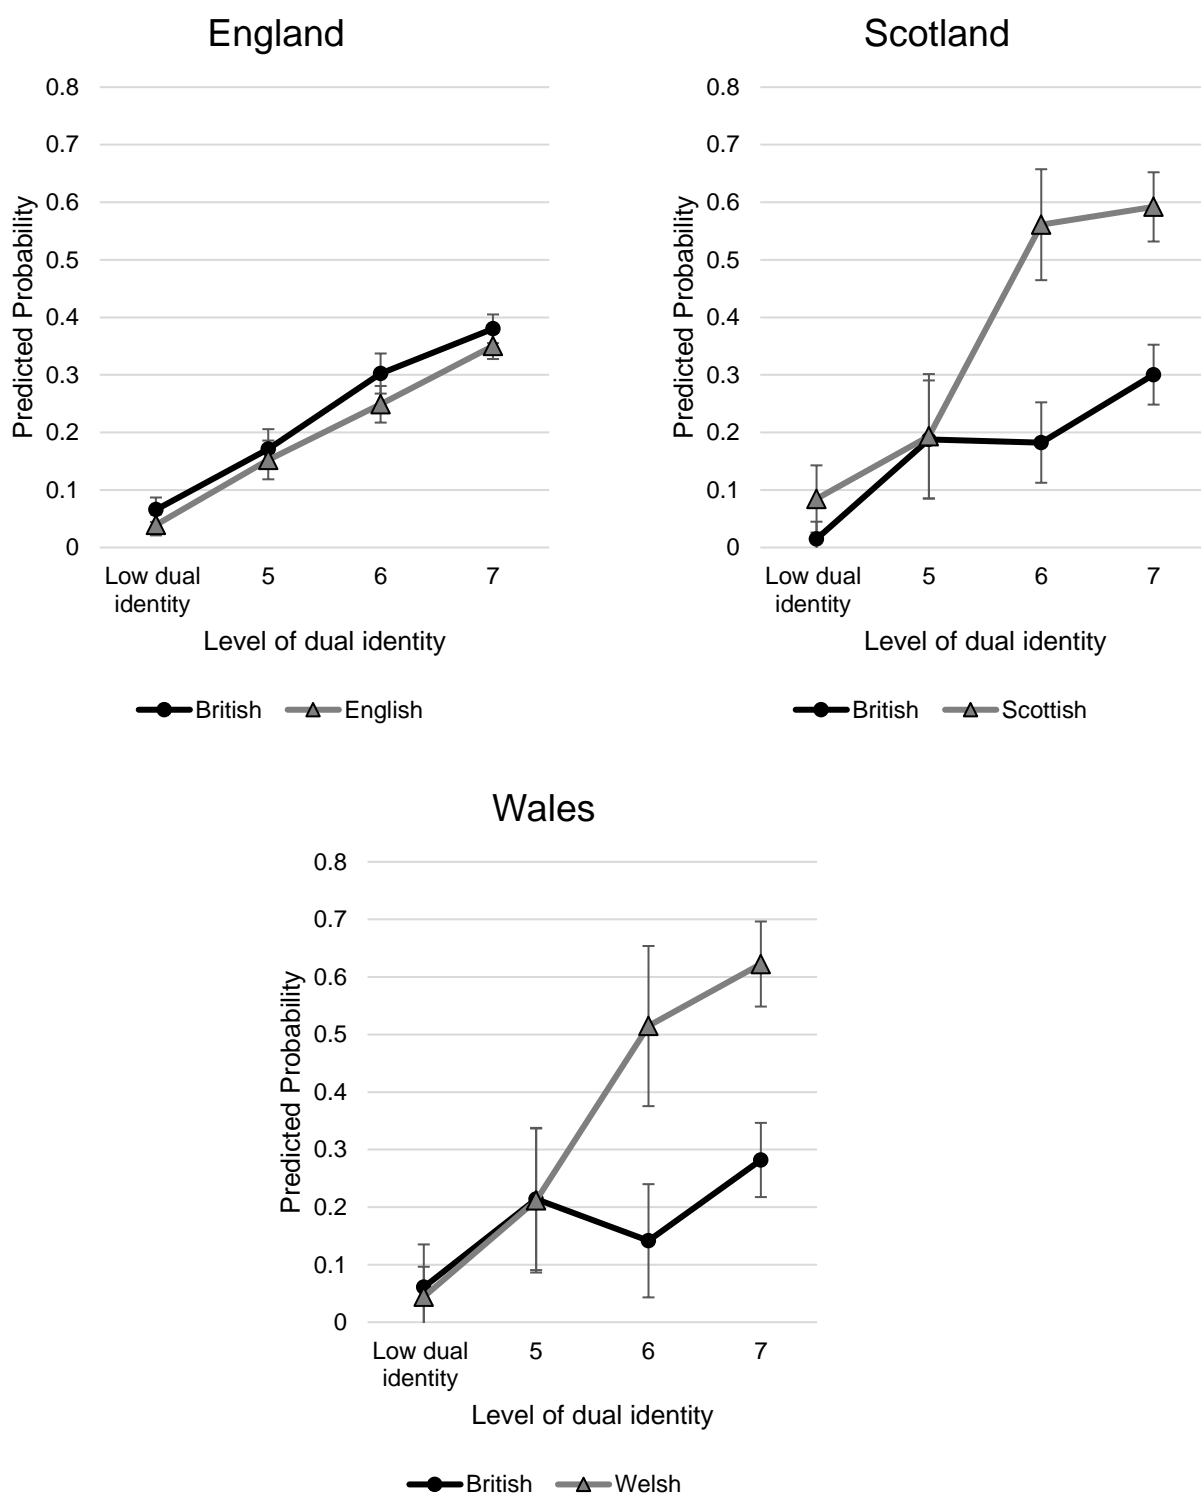 England
0.8
0.7
0.6
0.5
0.4
0.3
0.2
0.1
0
Predicted Probability
Low dual
identity
5
6
7
Level of dual identity
British
English
Scotland
0.8
0.7
0.6
0.5
0.4
0.3
0.2
0.1
0
Predicted Probability
Low dual
identity
5
6
7
Level of dual identity
British
Scottish
Wales
0.8
0.7
0.6
0.5
0.4
0.3
0.2
0.1
0
Predicted Probability
Low dual
identity
5
6
7
Level of dual identity
British
Welsh